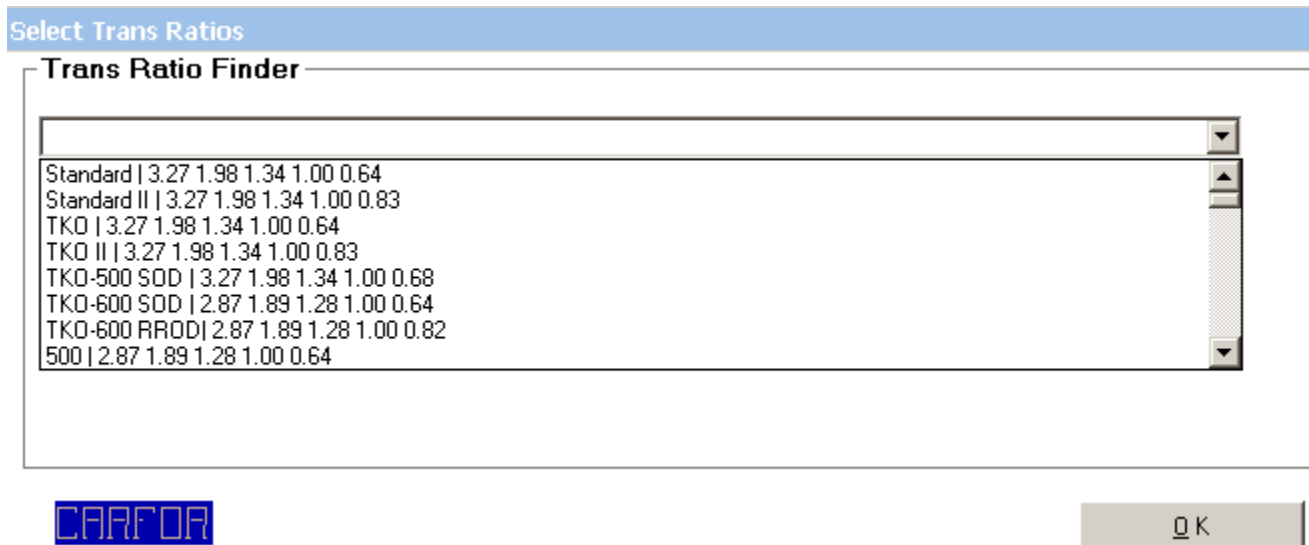 Select Trans Ratios
Trans Ratio Finder
Standard | 3.27 1.98 1.34 1.00 0.64
Standard II | 3.27 1.98 1.34 1.00 0.83
TKO | 3.27 1.98 1.34 1.00 0.64
TKO II | 3.27 1.98 1.34 1.00 0.83
TKO-500 SOD | 3.27 1.98 1.34 1.00 0.68
TKO-600 SOD | 2.87 1.89 1.28 1.00 0.64
TKO-600 RROD| 2.87 1.89 1.28 1.00 0.82
500 | 2.87 1.89 1.28 1.00 0.64
CARFOR
O K